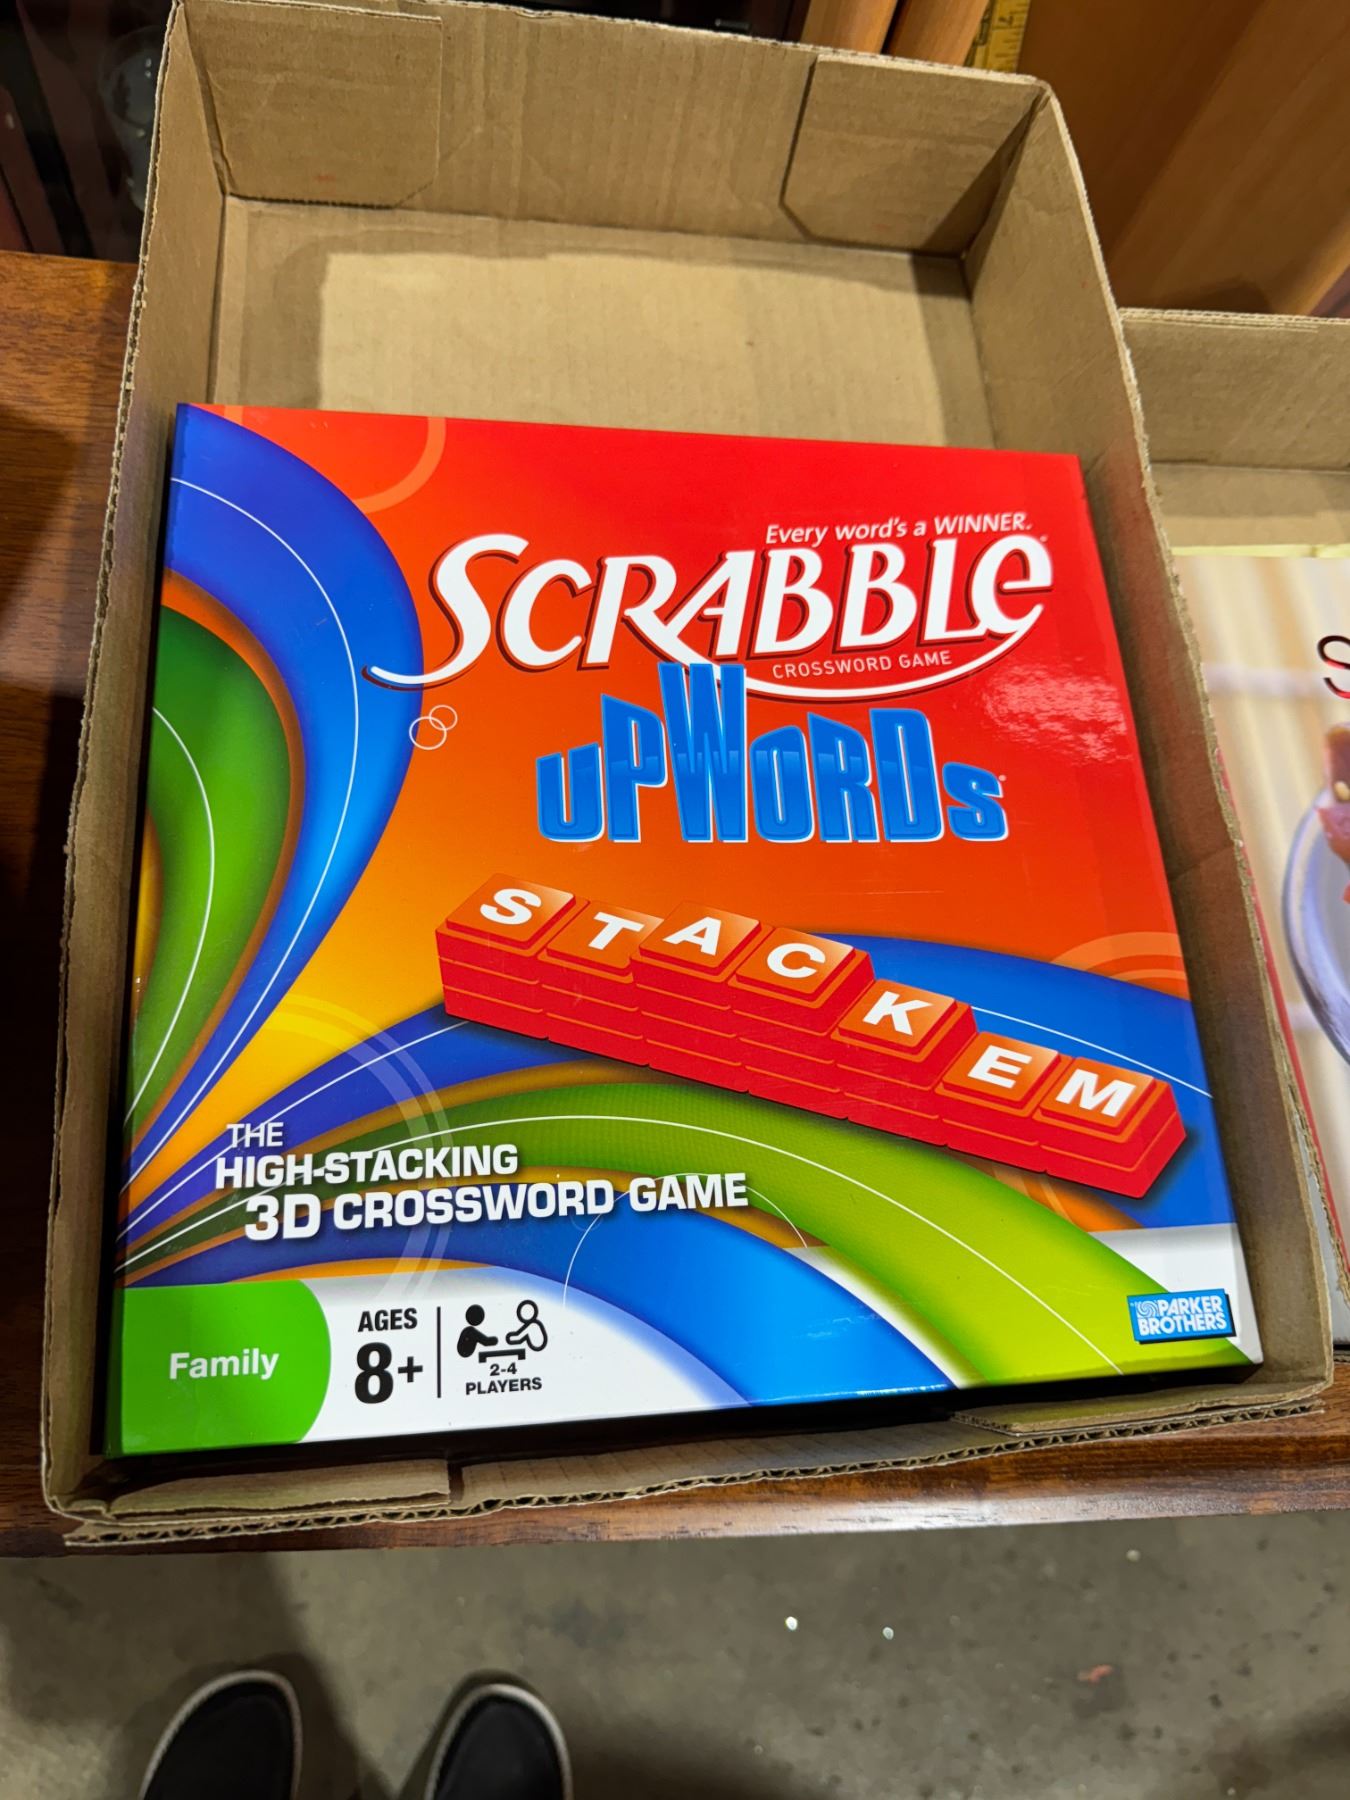 Every word's a WINNER.
SCRABBLE
CROSSWORD GAME
UPWORDS
STACKEM
THE
HIGH-STACKING
3D CROSSWORD GAME
Family
AGES
8+
2-4
PLAYERS
PARKER
BROTHERS